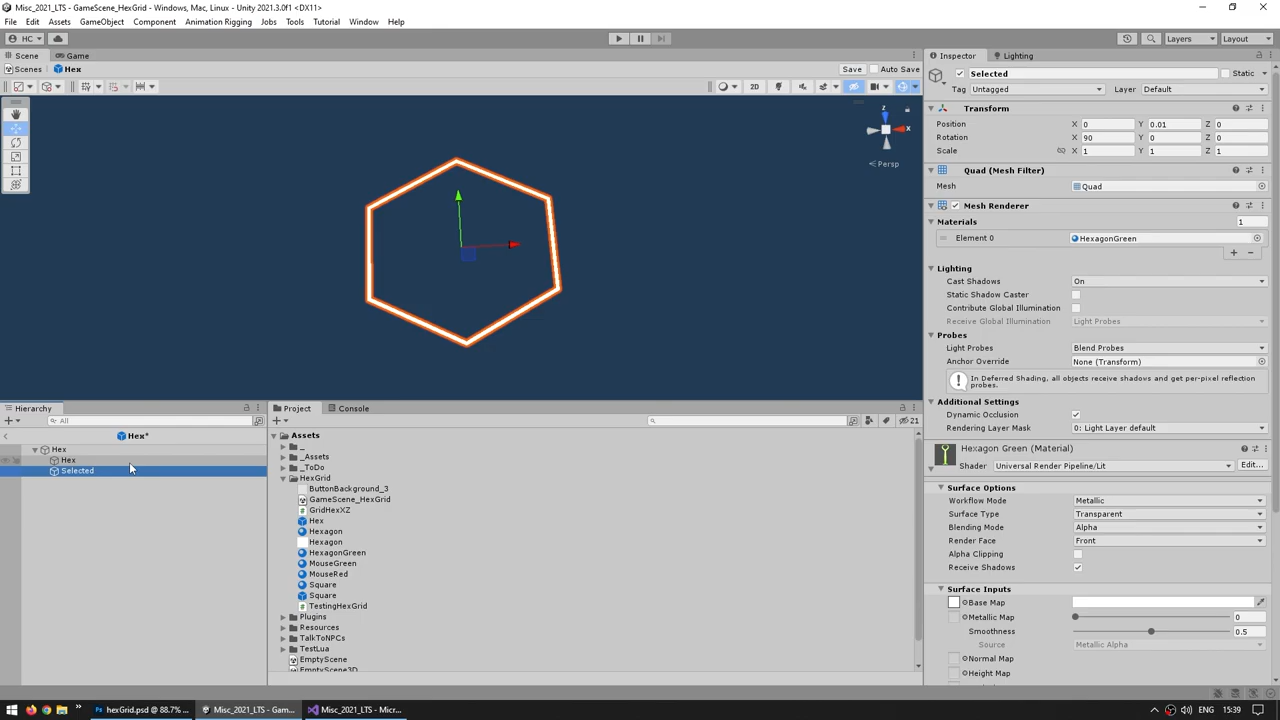 Misc_2021_LTS - GameScene_HexGrid - Windows, Mac, Linux - Unity 2021.3.0f1 <DX11>
File Edit Assets GameObject Component Animation Rigging Jobs Tools Tutorial Window Help
HC Layers Layout
Scene Game
Scenes Hex Save Auto Save
2D
z
x
Persp
Hierarchy
All
Hex*
Hex
Hex
Selected
Project Console
21
Assets
_
_Assets
_ToDo
HexGrid
ButtonBackground_3
GameScene_HexGrid
GridHexXZ
Hex
Hexagon
Hexagon
HexagonGreen
MouseGreen
MouseRed
Square
Square
TestingHexGrid
Plugins
Resources
TalkToNPCs
TestLua
EmptyScene
EmptyScene3D
Inspector Lighting
Selected Static
Tag Untagged Layer Default
Transform
Position X 0 Y 0.01 Z 0
Rotation X 90 Y 0 Z 0
Scale X 1 Y 1 Z 1
Quad (Mesh Filter)
Mesh Quad
Mesh Renderer
Materials 1
Element 0 HexagonGreen
Lighting
Cast Shadows On
Static Shadow Caster
Contribute Global Illumination
Receive Global Illumination Light Probes
Probes
Light Probes Blend Probes
Anchor Override None (Transform)
In Deferred Shading, all objects receive shadows and get per-pixel reflection
probes.
Additional Settings
Dynamic Occlusion
Rendering Layer Mask 0: Light Layer default
Hexagon Green (Material)
Shader Universal Render Pipeline/Lit Edit...
Surface Options
Workflow Mode Metallic
Surface Type Transparent
Blending Mode Alpha
Render Face Front
Alpha Clipping
Receive Shadows
Surface Inputs
Base Map
Metallic Map 0
Smoothness 0.5
Source Metallic Alpha
Normal Map
Height Map
hexGrid.psd @ 88.7% ... Misc_2021_LTS - Gam... Misc_2021_LTS - Micr... ENG 15:39